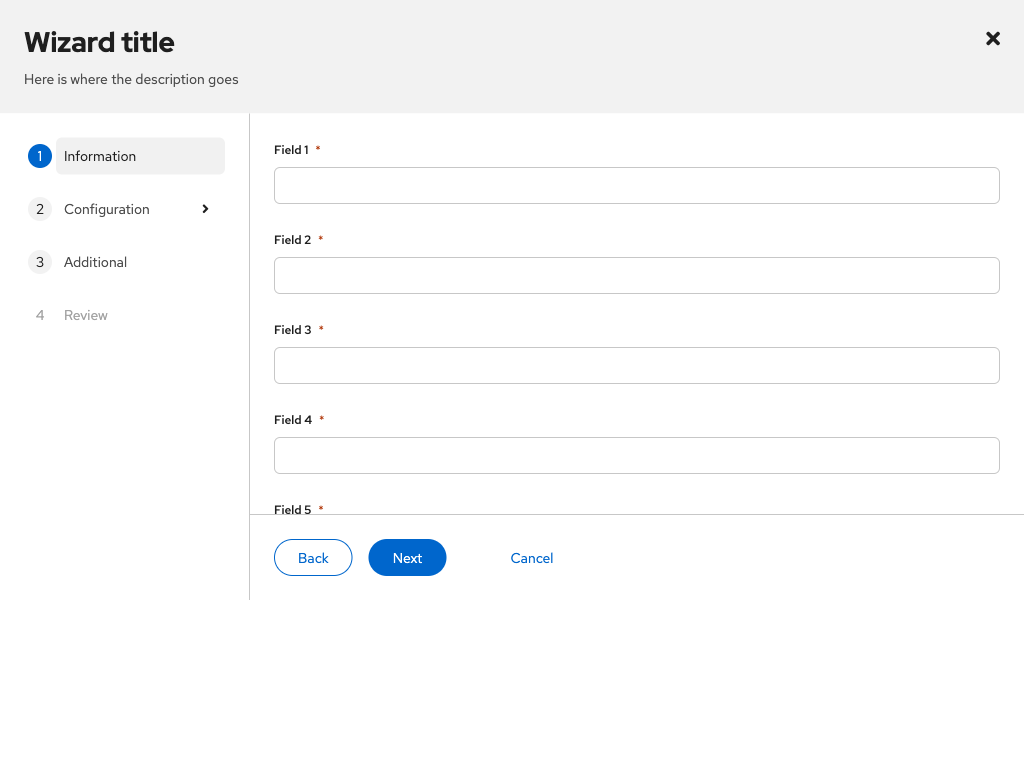 Wizard title
Here is where the description goes
1 Information
2 Configuration
3 Additional
4 Review
Field 1 *
Field 2 *
Field 3 *
Field 4 *
Field 5 *
Back Next Cancel